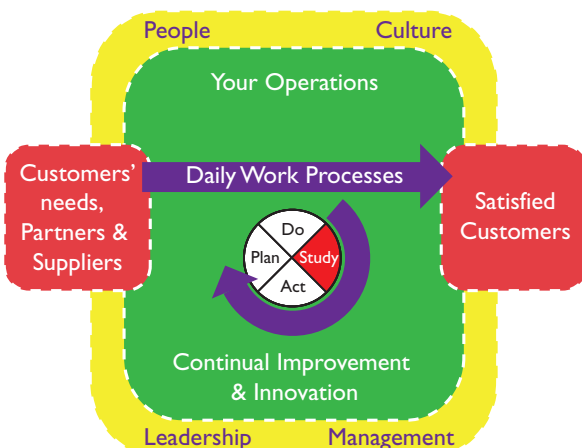 People Culture
Your Operations
Customers’
needs,
Partners &
Suppliers
Daily Work Processes
Satisfied
Customers
Do
Plan Study
Act
Continual Improvement
& Innovation
Leadership Management